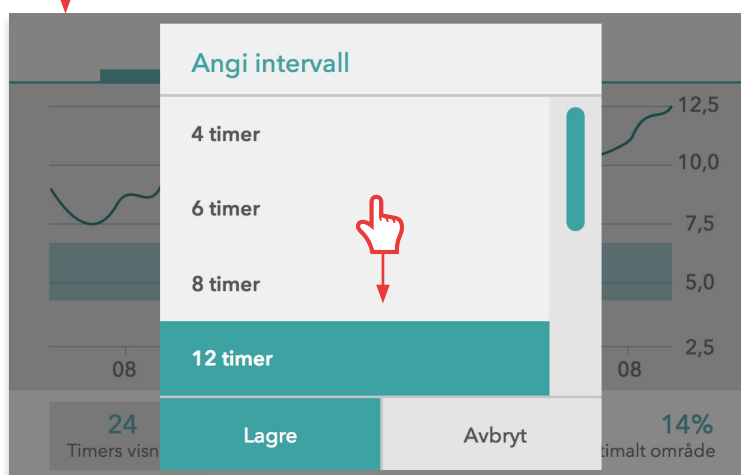 Angi intervall
4 timer
6 timer
8 timer
12 timer
Lagre
Avbryt
12,5
10,0
7,5
5,0
2,5
08
08
24
Timers visn
14%
timalt område